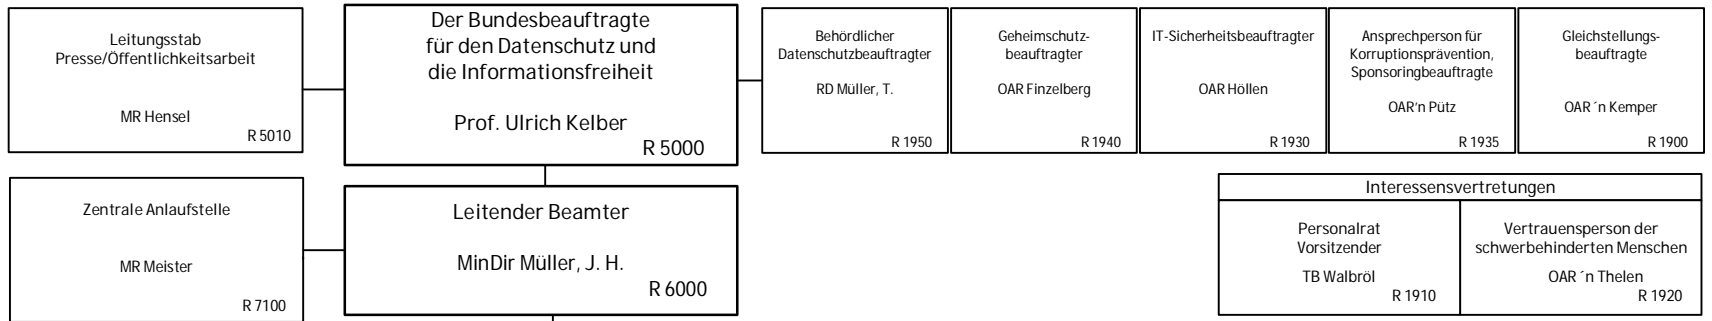 Leitungsstab
Presse/Öffentlichkeitsarbeit
MR Hensel
R 5010
Der Bundesbeauftragte
für den Datenschutz und
die Informationsfreiheit
Prof. Ulrich Kelber
R 5000
Behördlicher
Datenschutzbeauftragter
RD Müller, T.
R 1950
Geheimschutz-
beauftragter
OAR Finzelberg
R 1940
IT-Sicherheitsbeauftragter
OAR Höllen
R 1930
Ansprechperson für
Korruptionsprävention,
Sponsoringbeauftragte
OAR'n Pütz
R 1935
Gleichstellungs-
beauftragte
OAR ´n Kemper
R 1900
Zentrale Anlaufstelle
MR Meister
R 7100
Leitender Beamter
MinDir Müller, J. H.
R 6000
Interessensvertretungen
Personalrat
Vorsitzender
TB Walbröl
R 1910
Vertrauensperson der
schwerbehinderten Menschen
OAR ´n Thelen
R 1920